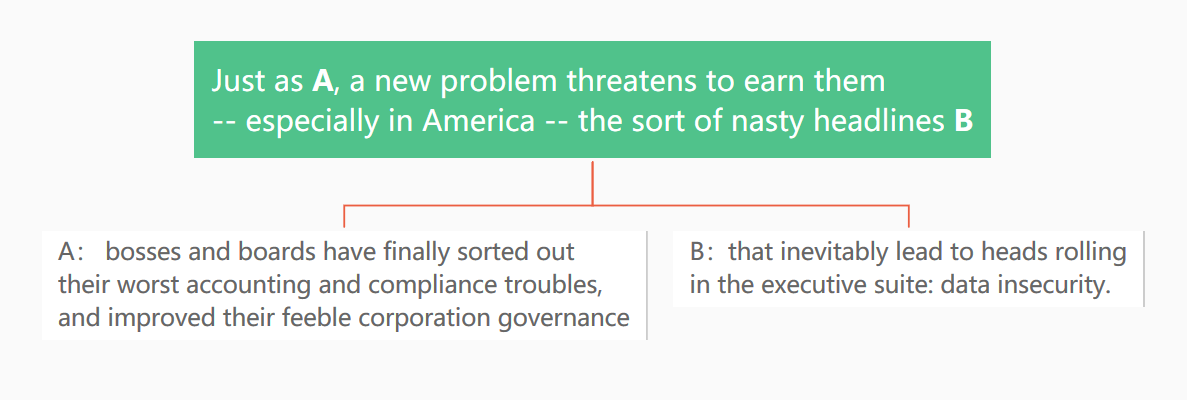 Just as A, a new problem threatens to earn them
-- especially in America -- the sort of nasty headlines B
A： bosses and boards have finally sorted out
their worst accounting and compliance troubles,
and improved their feeble corporation governance
B：that inevitably lead to heads rolling
in the executive suite: data insecurity.